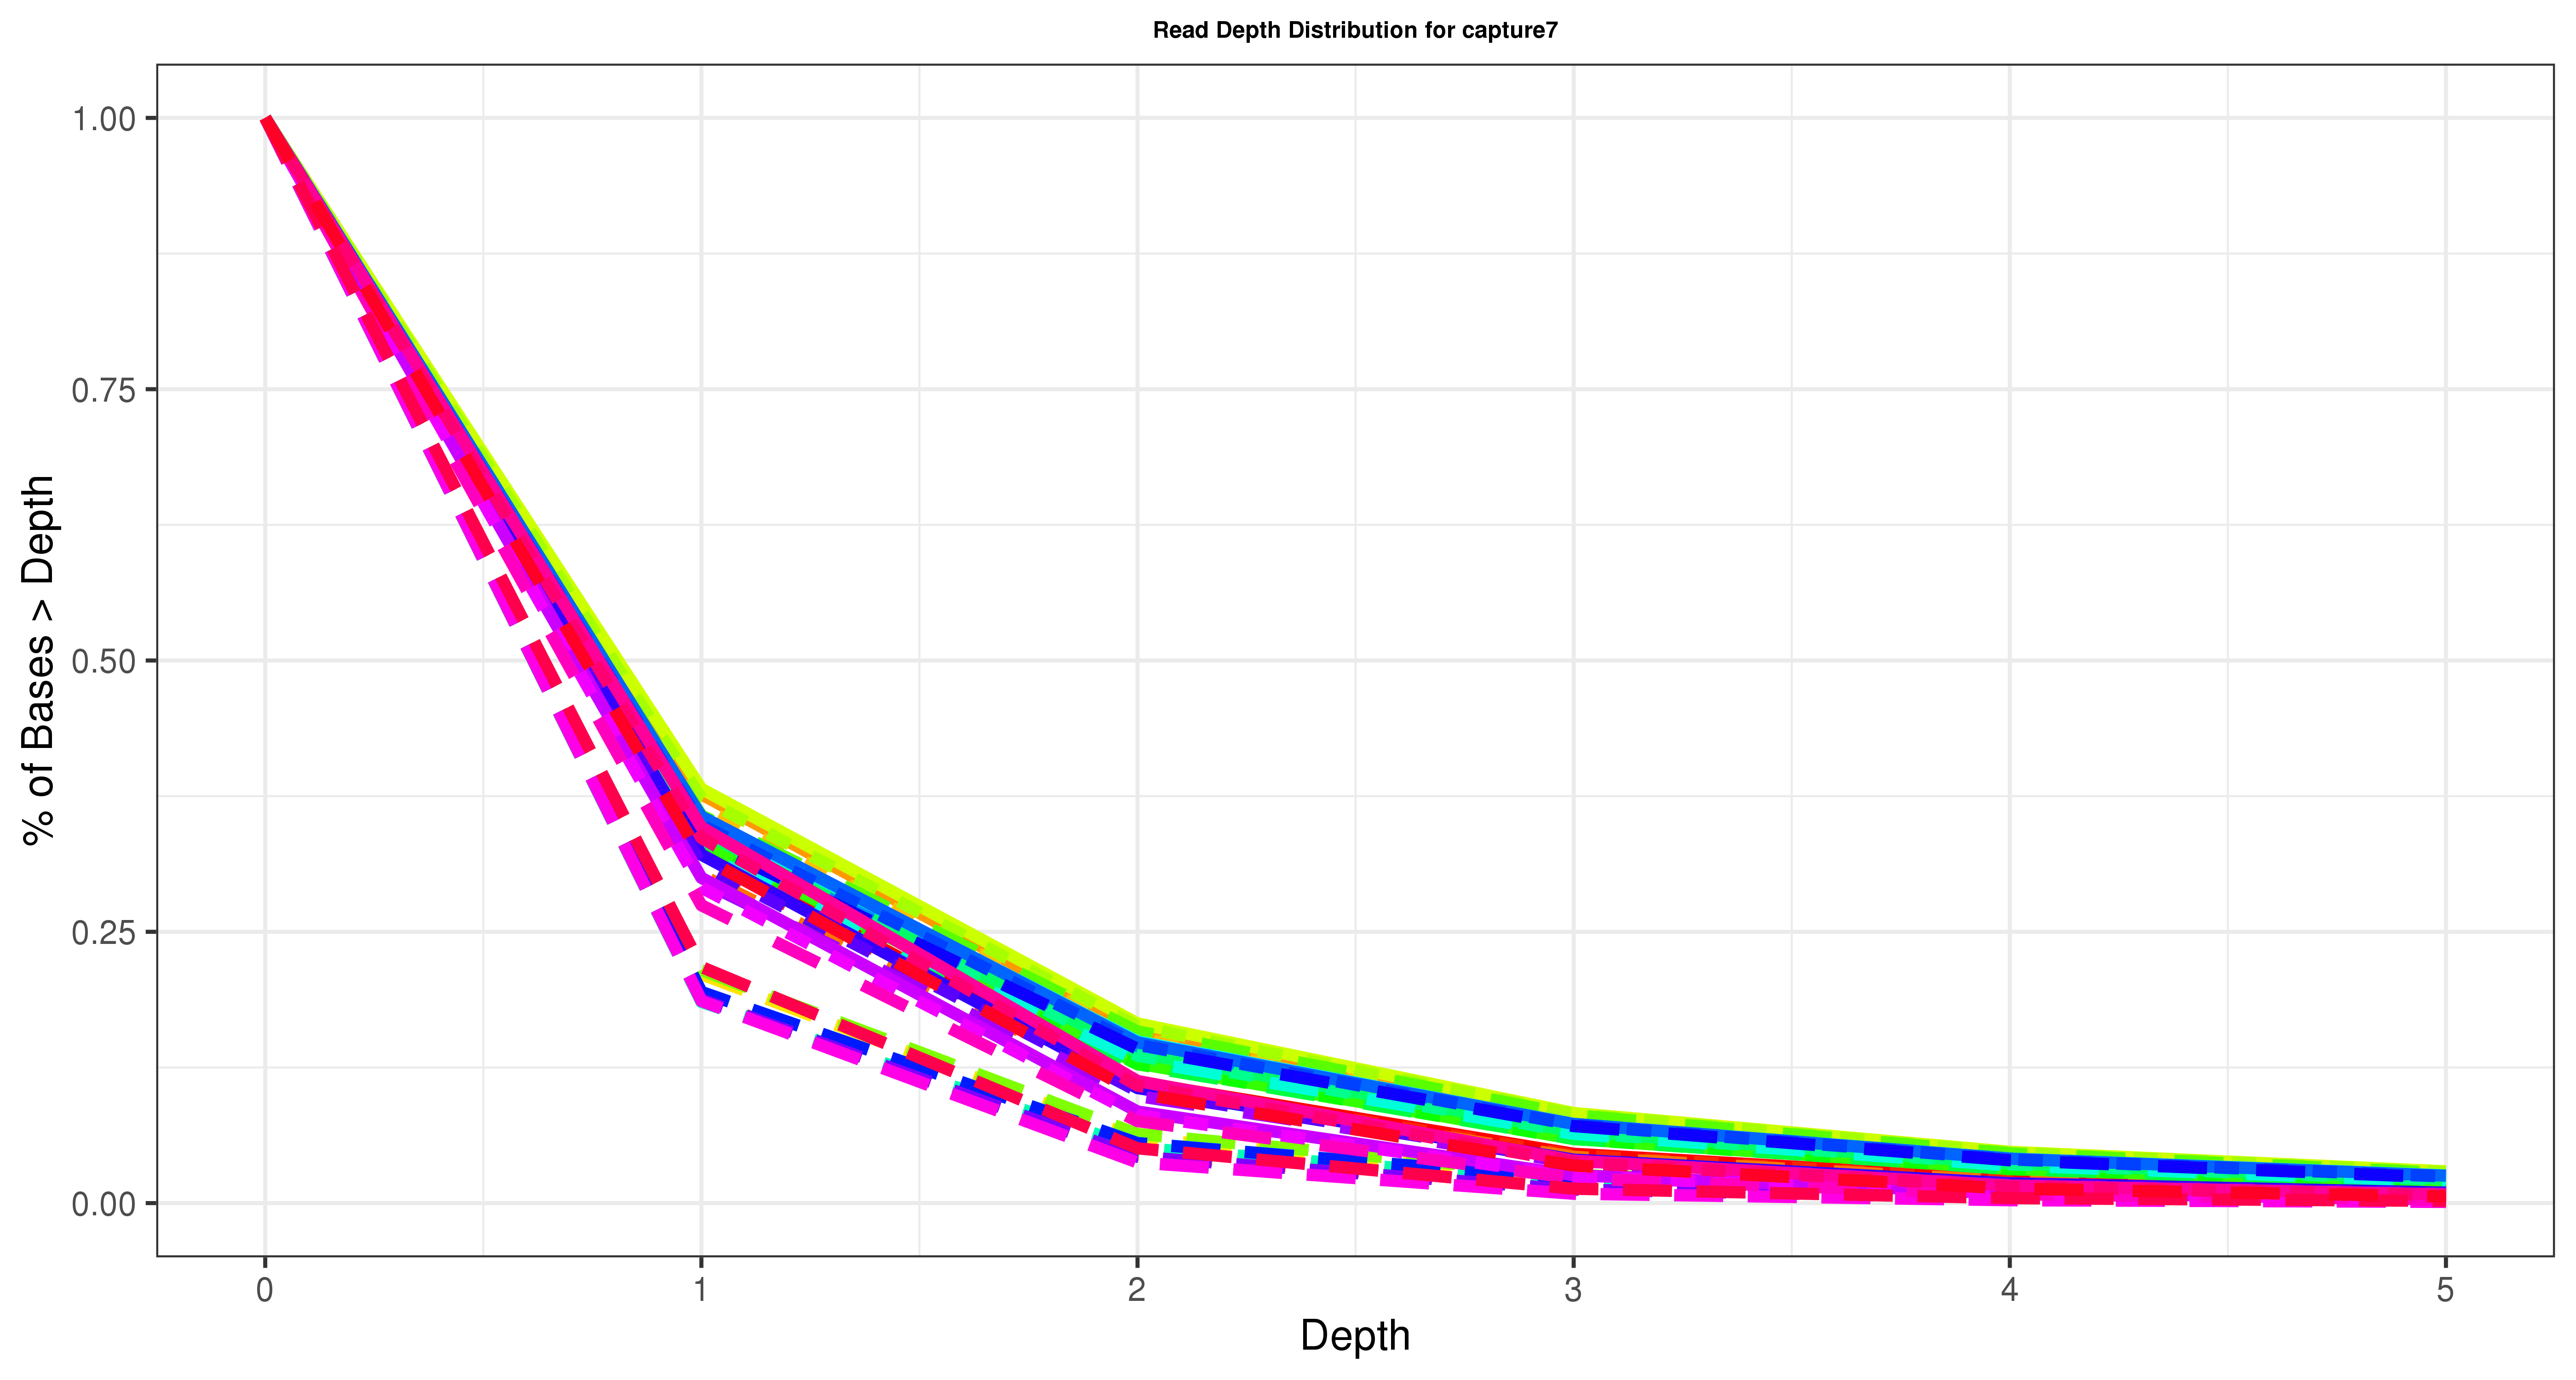 Read Depth Distribution for capture7
% of Bases > Depth
1.00
0.75
0.50
0.25
0.00
0 1 2 3 4 5
Depth